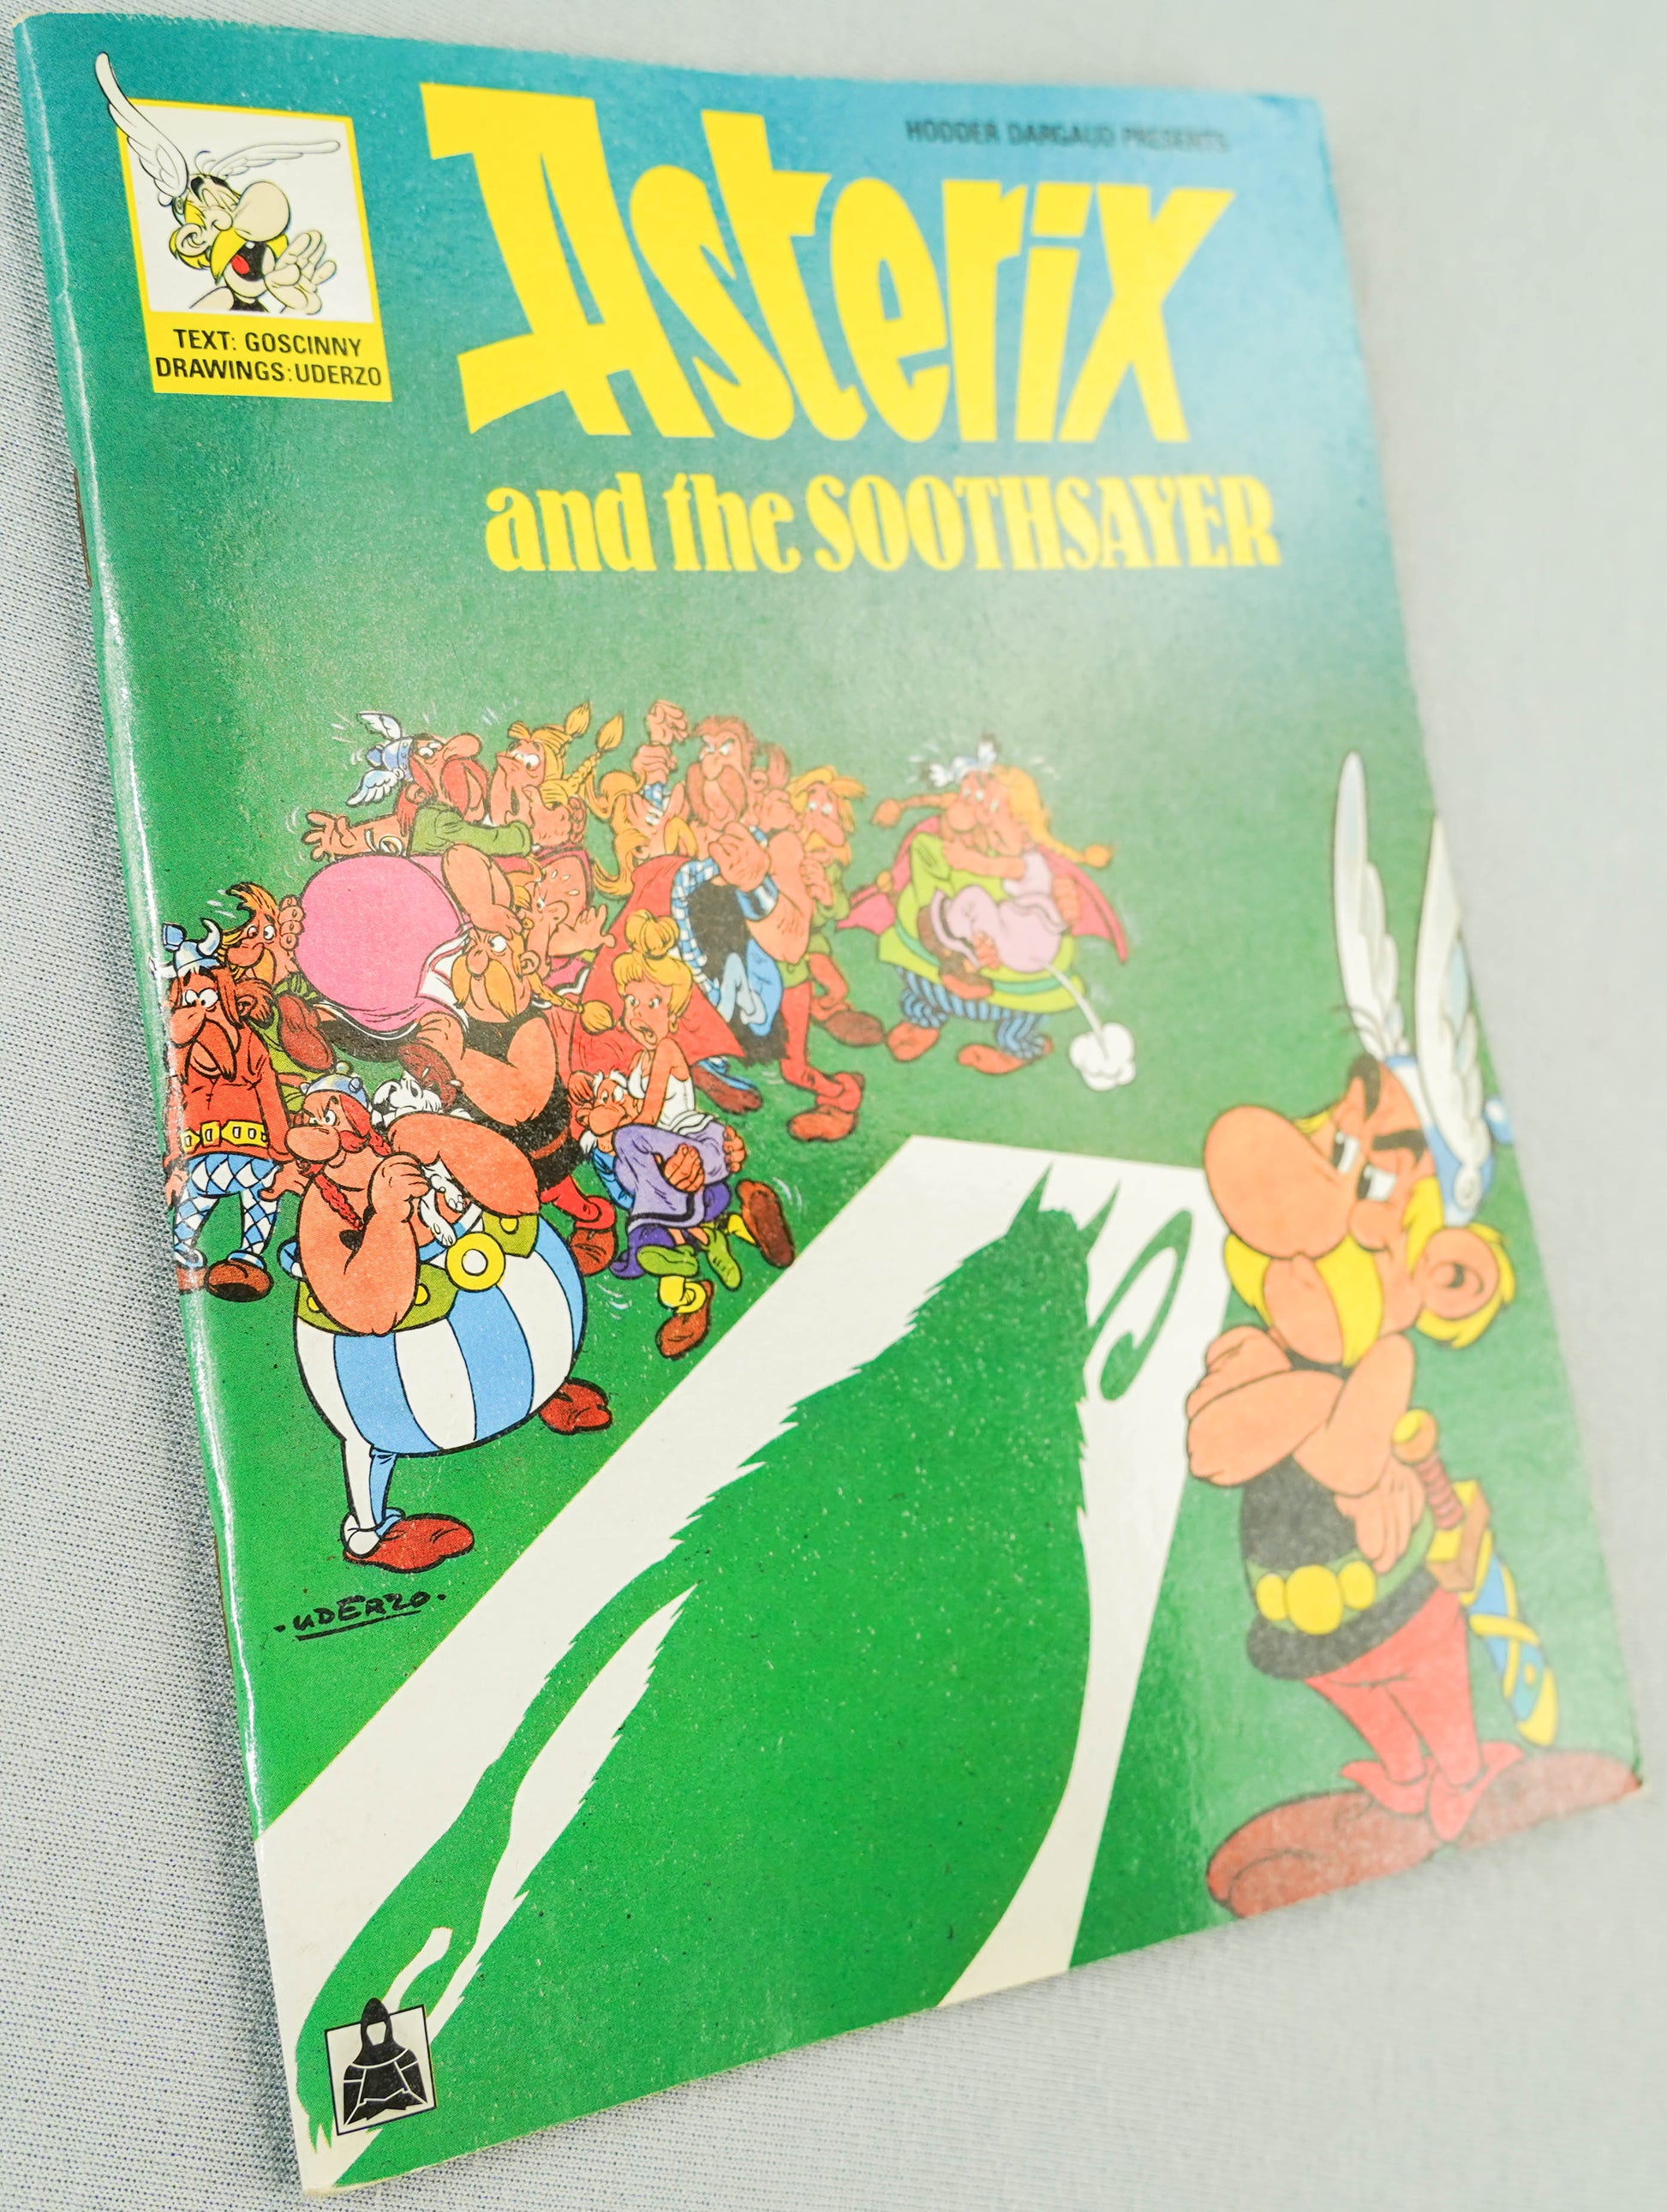 HODDER DARGAUD PRESENTS
Asterix
and the SOOTHSAYER
TEXT: GOSCINNY
DRAWINGS: UDERZO
·UDERZO·